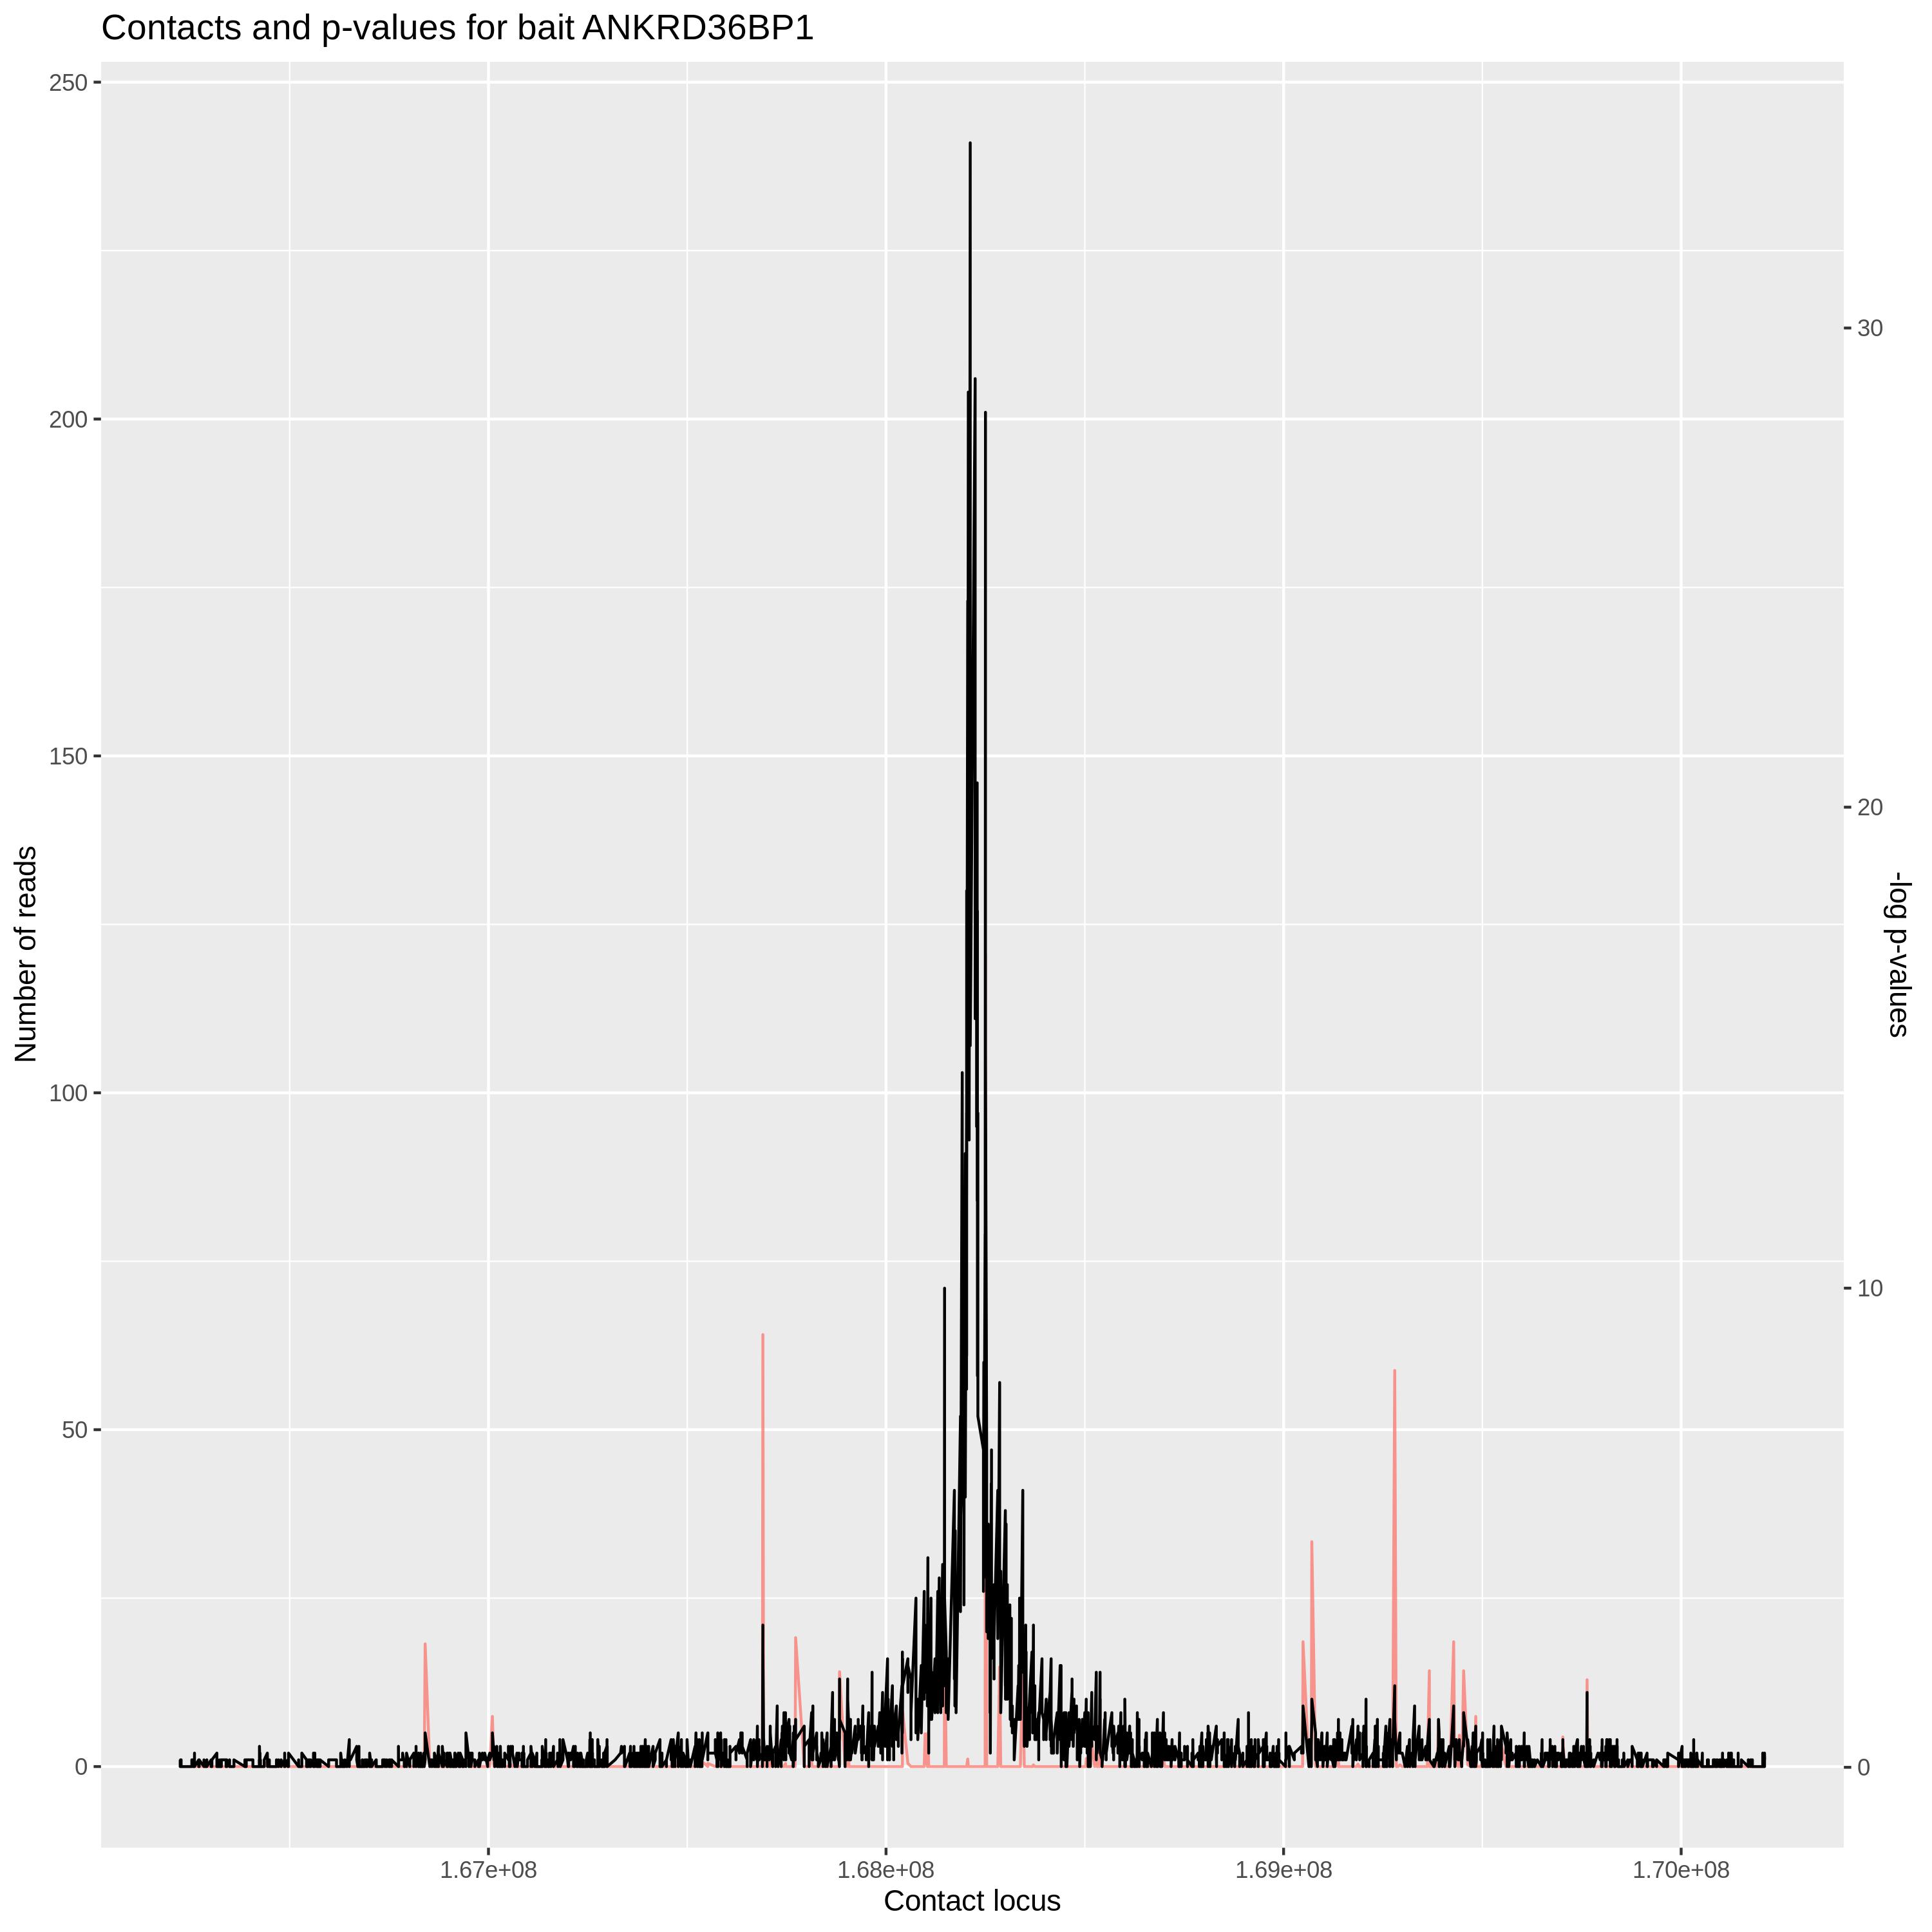 Contacts and p-values for bait ANKRD36BP1
250
200
150
100
50
0
Number of reads
30
20
10
0
-log p-values
1.67e+08 1.68e+08 1.69e+08 1.70e+08
Contact locus